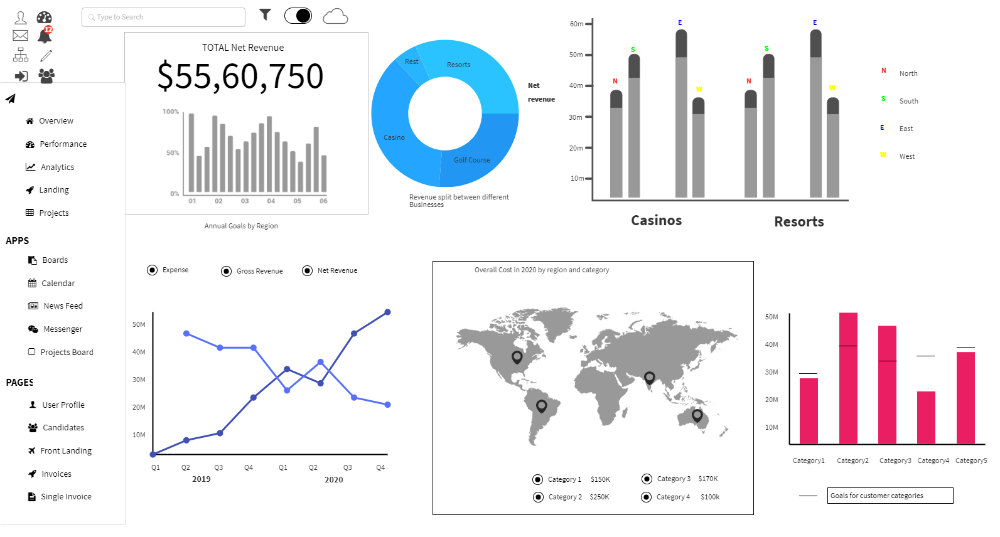 12
Type to Search
Overview
Performance
Analytics
Landing
Projects
APPS
Boards
Calendar
News Feed
Messenger
Projects Board
PAGES
User Profile
Candidates
Front Landing
Invoices
Single Invoice
TOTAL Net Revenue
$55,60,750
100%
50%
0%
01 02 03 04 05 06
Annual Goals by Region
Rest
Resorts
Casino
Golf Course
Revenue split between different
Businesses
Net
revenue
60m
50m
40m
30m
20m
10m
N
S
E
W
N
S
E
W
Casinos
Resorts
N North
S South
E East
W West
Expense
Gross Revenue
Net Revenue
50M
40M
30M
20M
10M
Q1 Q2 Q3 Q4 Q1 Q2 Q3 Q4
2019 2020
Overall Cost in 2020 by region and category
Category 1 $150K
Category 3 $170K
Category 2 $250K
Category 4 $100k
50M
40M
30M
20M
10M
Category1 Category2 Category3 Category4 Category5
Goals for customer categories